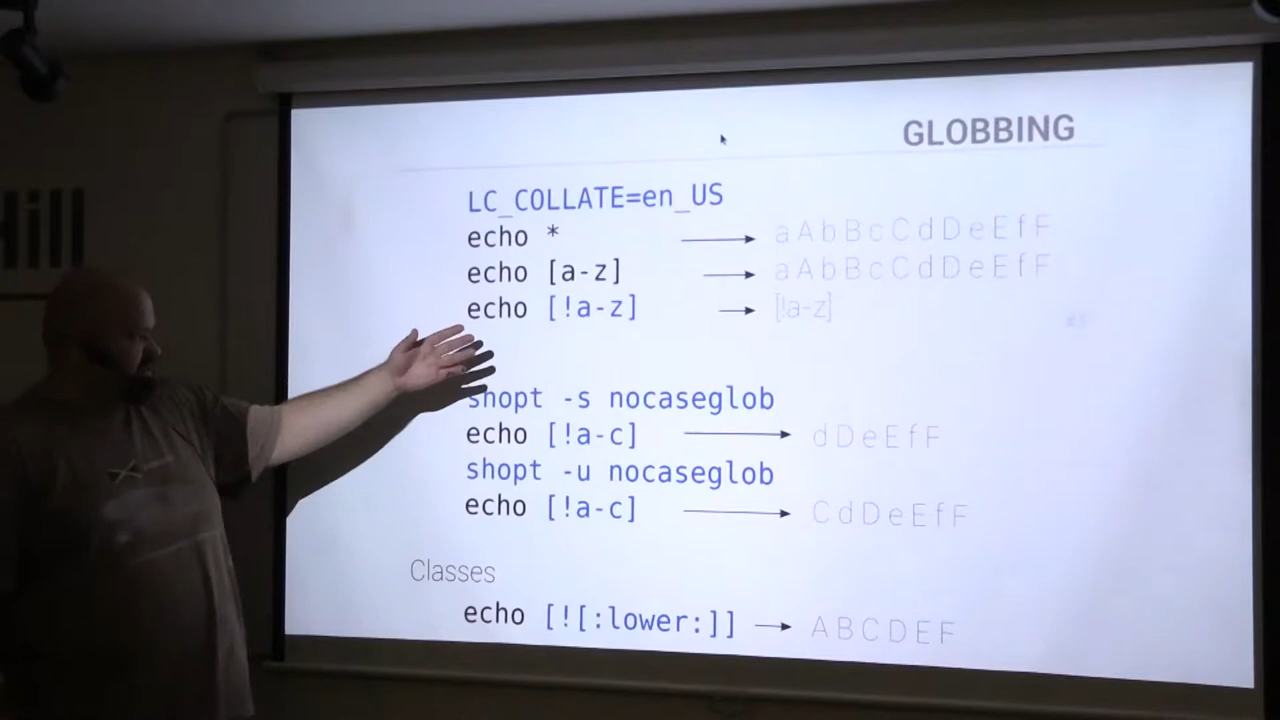 GLOBBING
LC_COLLATE=en_US
echo * aAbBcCdDeEfF
echo [a-z] aAbBcCdDeEfF
echo [!a-z] [!a-z]
shopt -s nocaseglob
echo [!a-c] dDeEfF
shopt -u nocaseglob
echo [!a-c] CdDeEfF
Classes
echo [![:lower:]] ABCDEF